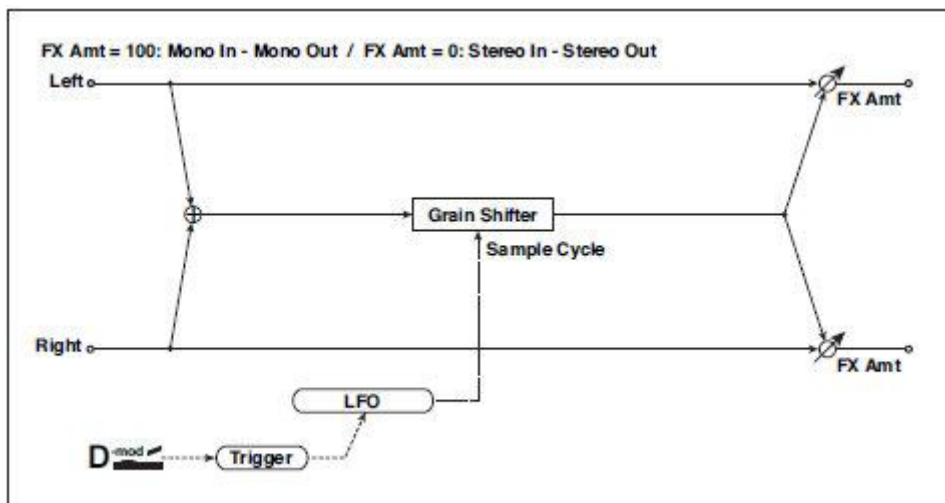 FX Amt = 100: Mono In - Mono Out / FX Amt = 0: Stereo In - Stereo Out
Left
FX Amt
Grain Shifter
Sample Cycle
Right
FX Amt
LFO
D-mod
Trigger